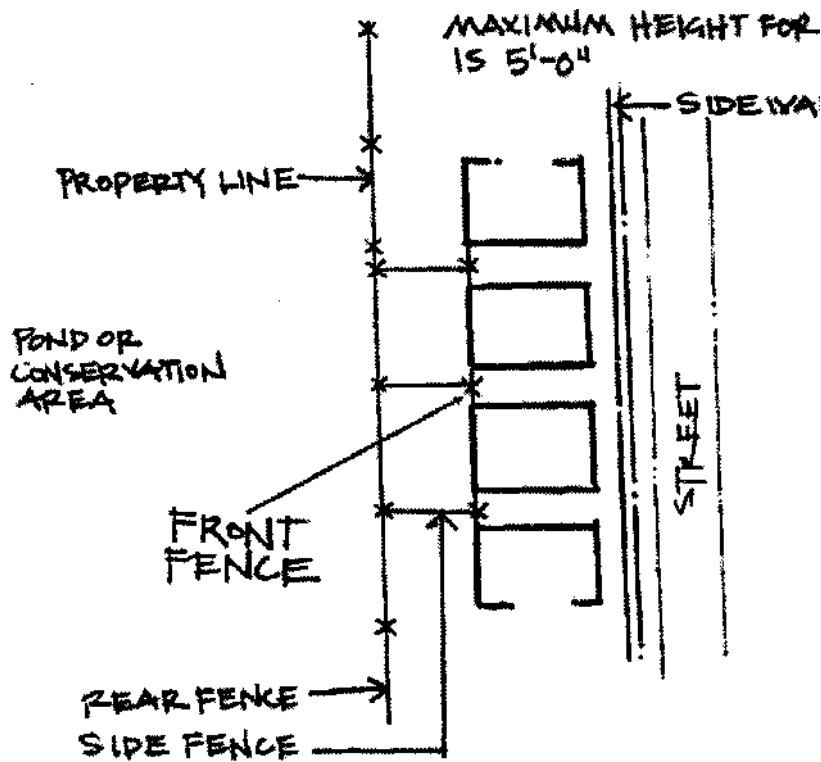 MAXIMUM HEIGHT FOR
IS 5'-0"
SIDEWA
PROPERTY LINE
POND OR
CONSERVATION
AREA
STREET
FRONT
FENCE
REAR FENCE
SIDE FENCE